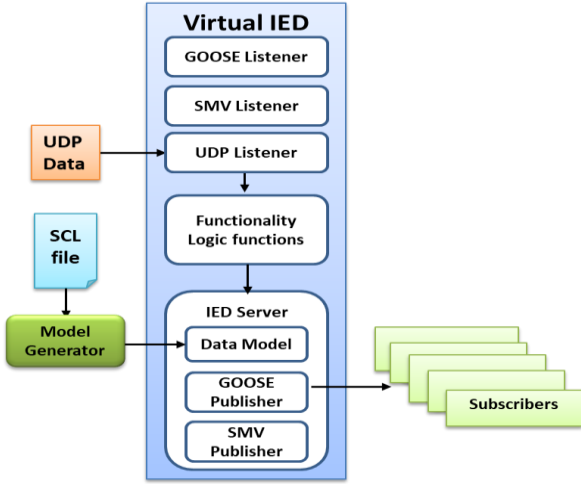 Virtual IED
GOOSE Listener
SMV Listener
UDP
Data
UDP Listener
Functionality
Logic functions
SCL
file
IED Server
Model
Generator
Data Model
GOOSE
Publisher
Subscribers
SMV
Publisher